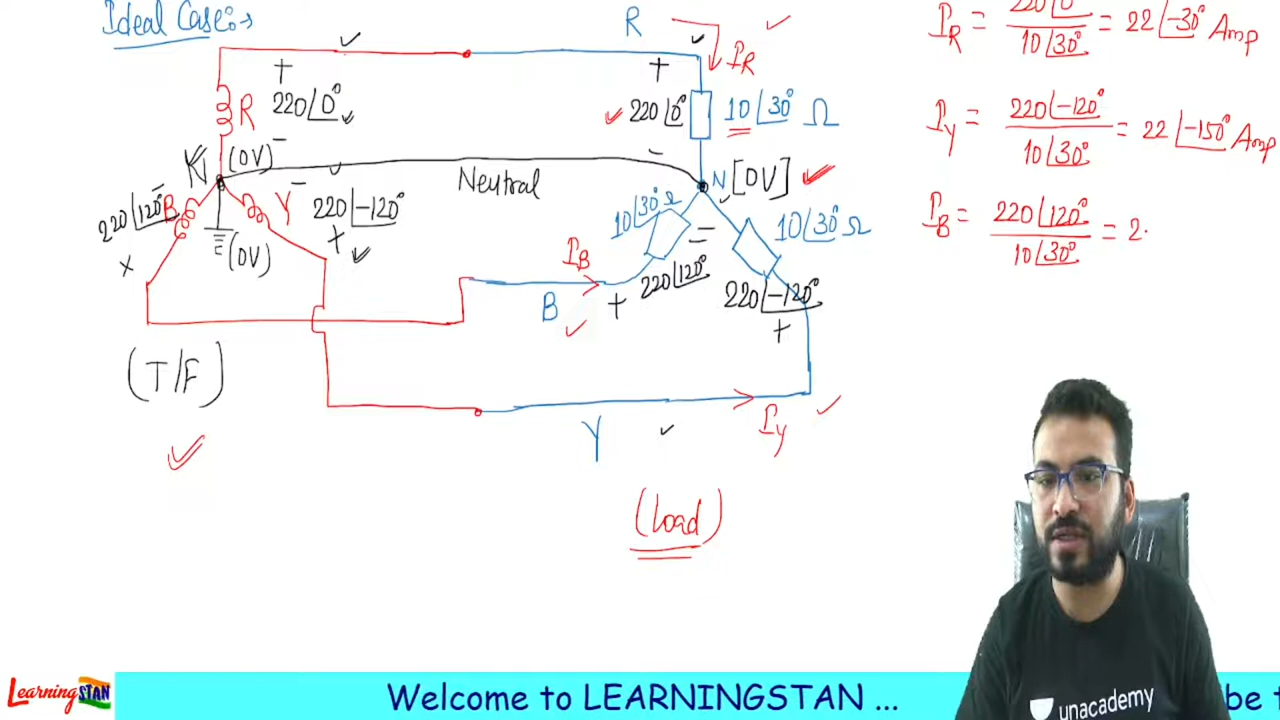 Ideal Case:→
R
I_R
+
220∠0°
R
+
220∠0°
10∠30° Ω
N
(0V)
−
−
Neutral
N [0V]
220∠120°
−
B
Y
−
220∠-120°
+
+
(0V)
10∠30° Ω
10∠30° Ω
I_B
B
+
220∠120°
220∠-120°
+
(T/F)
Y
I_Y
(Load)
I_R = 220∠0° / 10∠30° = 22∠-30° Amp
I_Y = 220∠-120° / 10∠30° = 22∠-150° Amp
I_B = 220∠120° / 10∠30° = 2
unacademy
LearningSTAN
Welcome to LEARNINGSTAN ...
be